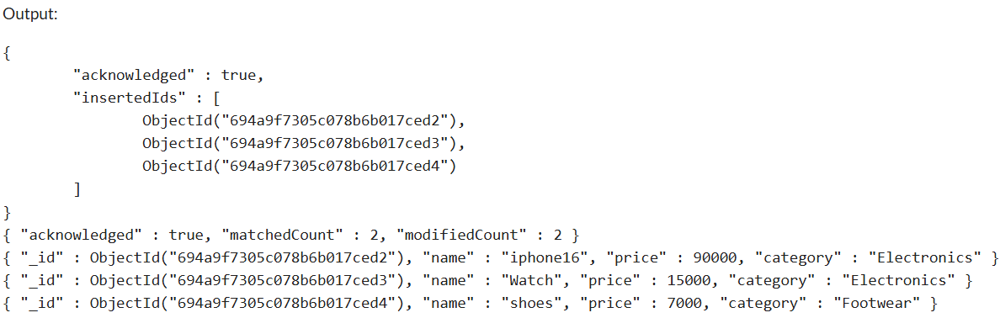 Output:
{
        "acknowledged" : true,
        "insertedIds" : [
                ObjectId("694a9f7305c078b6b017ced2"),
                ObjectId("694a9f7305c078b6b017ced3"),
                ObjectId("694a9f7305c078b6b017ced4")
        ]
}
{ "acknowledged" : true, "matchedCount" : 2, "modifiedCount" : 2 }
{ "_id" : ObjectId("694a9f7305c078b6b017ced2"), "name" : "iphone16", "price" : 90000, "category" : "Electronics" }
{ "_id" : ObjectId("694a9f7305c078b6b017ced3"), "name" : "Watch", "price" : 15000, "category" : "Electronics" }
{ "_id" : ObjectId("694a9f7305c078b6b017ced4"), "name" : "shoes", "price" : 7000, "category" : "Footwear" }